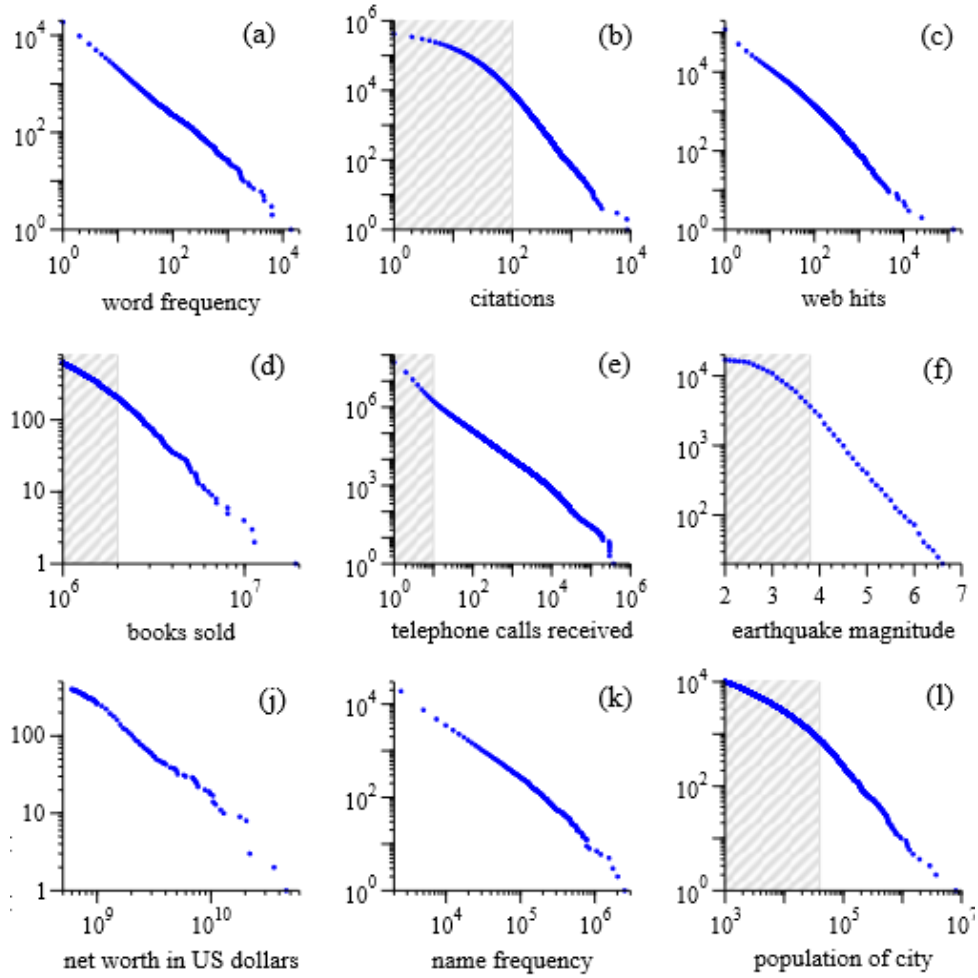 (a) (b) (c)
10^4 10^6 10^4
10^4
10^2 10^2
10^2
10^0 10^0 10^0
10^0 10^2 10^4 10^0 10^2 10^4 10^0 10^2 10^4
word frequency citations web hits
(d) (e) (f)
100 10^6 10^4
10 10^3 10^3
10^2
1 10^0
10^6 10^7 10^0 10^2 10^4 10^6 2 3 4 5 6 7
books sold telephone calls received earthquake magnitude
(j) (k) (l)
100 10^4 10^4
10 10^2 10^2
1 10^0 10^0
10^9 10^10 10^4 10^5 10^6 10^3 10^5 10^7
net worth in US dollars name frequency population of city